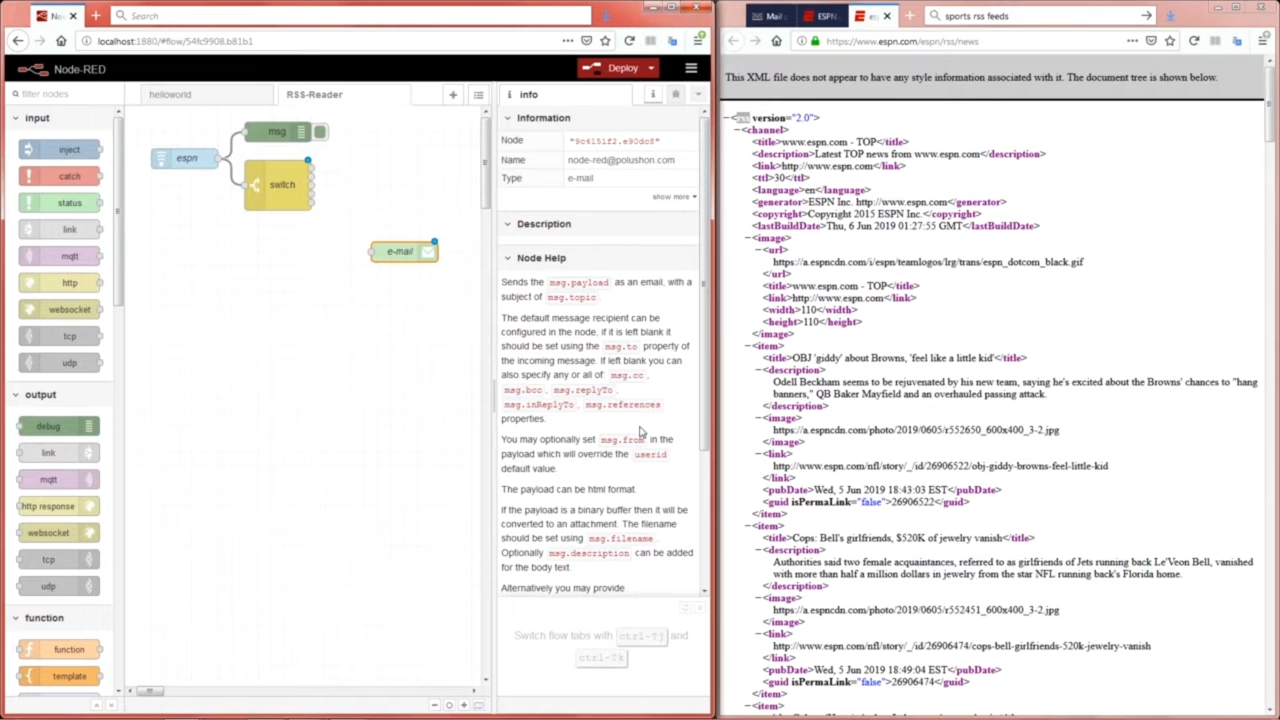 No
Search
Mail
ESPN.
es
sports rss feeds
localhost:1880/#flow/54fc9908.b81b1
https://www.espn.com/espn/rss/news
Node-RED
Deploy
filter nodes
helloworld
RSS-Reader
info
input
inject
catch
status
link
mqtt
http
websocket
tcp
udp
output
debug
link
mqtt
http response
websocket
tcp
udp
function
function
template
espn
msg
switch
e-mail
Information
Node "9c4151f2.e90dc8"
Name node-red@polushon.com
Type e-mail
show more
Description
Node Help
Sends the msg.payload as an email, with a
subject of msg.topic.
The default message recipient can be
configured in the node, if it is left blank it
should be set using the msg.to property of
the incoming message. If left blank you can
also specify any or all of: msg.cc,
msg.bcc, msg.replyTo,
msg.inReplyTo, msg.references
properties.
You may optionally set msg.from in the
payload which will override the userid
default value.
The payload can be html format.
If the payload is a binary buffer then it will be
converted to an attachment. The filename
should be set using msg.filename.
Optionally msg.description can be added
for the body text.
Alternatively you may provide
Switch flow tabs with ctrl-⇧j and
ctrl-⇧k
This XML file does not appear to have any style information associated with it. The document tree is shown below.
−<rss version="2.0">
−<channel>
<title>www.espn.com - TOP</title>
<description>Latest TOP news from www.espn.com</description>
<link>http://www.espn.com</link>
<ttl>30</ttl>
<language>en</language>
<generator>ESPN Inc. http://www.espn.com</generator>
<copyright>Copyright 2015 ESPN Inc.</copyright>
<lastBuildDate>Thu, 6 Jun 2019 01:27:55 GMT</lastBuildDate>
−<image>
−<url>
https://a.espncdn.com/i/espn/teamlogos/lrg/trans/espn_dotcom_black.gif
</url>
<title>www.espn.com - TOP</title>
<link>http://www.espn.com</link>
<width>110</width>
<height>110</height>
</image>
−<item>
<title>OBJ 'giddy' about Browns, 'feel like a little kid'</title>
−<description>
Odell Beckham seems to be rejuvenated by his new team, saying he's excited about the Browns' chances to "hang
banners," QB Baker Mayfield and an overhauled passing attack.
</description>
−<image>
https://a.espncdn.com/photo/2019/0605/r552650_600x400_3-2.jpg
</image>
−<link>
http://www.espn.com/nfl/story/_/id/26906522/obj-giddy-browns-feel-little-kid
</link>
<pubDate>Wed, 5 Jun 2019 18:43:03 EST</pubDate>
<guid isPermaLink="false">26906522</guid>
</item>
−<item>
<title>Cops: Bell's girlfriends, $520K of jewelry vanish</title>
−<description>
Authorities said two female acquaintances, referred to as girlfriends of Jets running back Le'Veon Bell, vanished
with more than half a million dollars in jewelry from the star NFL running back's Florida home.
</description>
−<image>
https://a.espncdn.com/photo/2019/0605/r552451_600x400_3-2.jpg
</image>
−<link>
http://www.espn.com/nfl/story/_/id/26906474/cops-bell-girlfriends-520k-jewelry-vanish
</link>
<pubDate>Wed, 5 Jun 2019 18:49:04 EST</pubDate>
<guid isPermaLink="false">26906474</guid>
</item>
−<item>